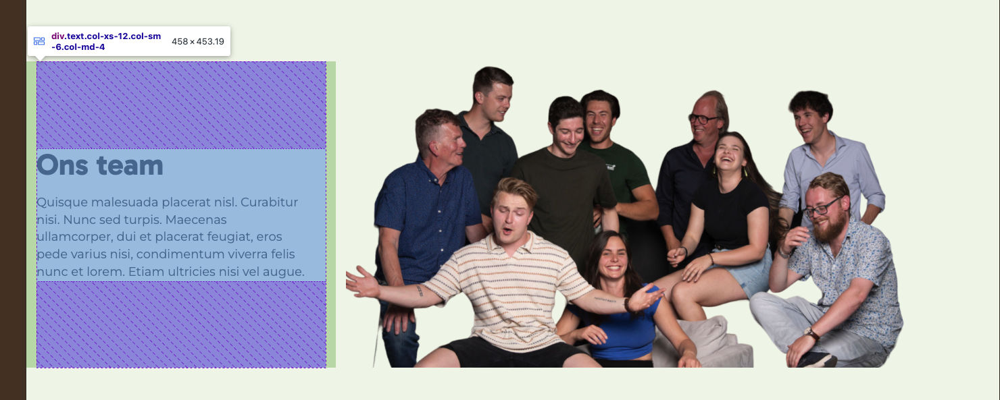 div.text.col-xs-12.col-sm
-6.col-md-4
458 × 453.19
Ons team
Quisque malesuada placerat nisl. Curabitur
nisi. Nunc sed turpis. Maecenas
ullamcorper, dui et placerat feugiat, eros
pede varius nisi, condimentum viverra felis
nunc et lorem. Etiam ultricies nisi vel augue.